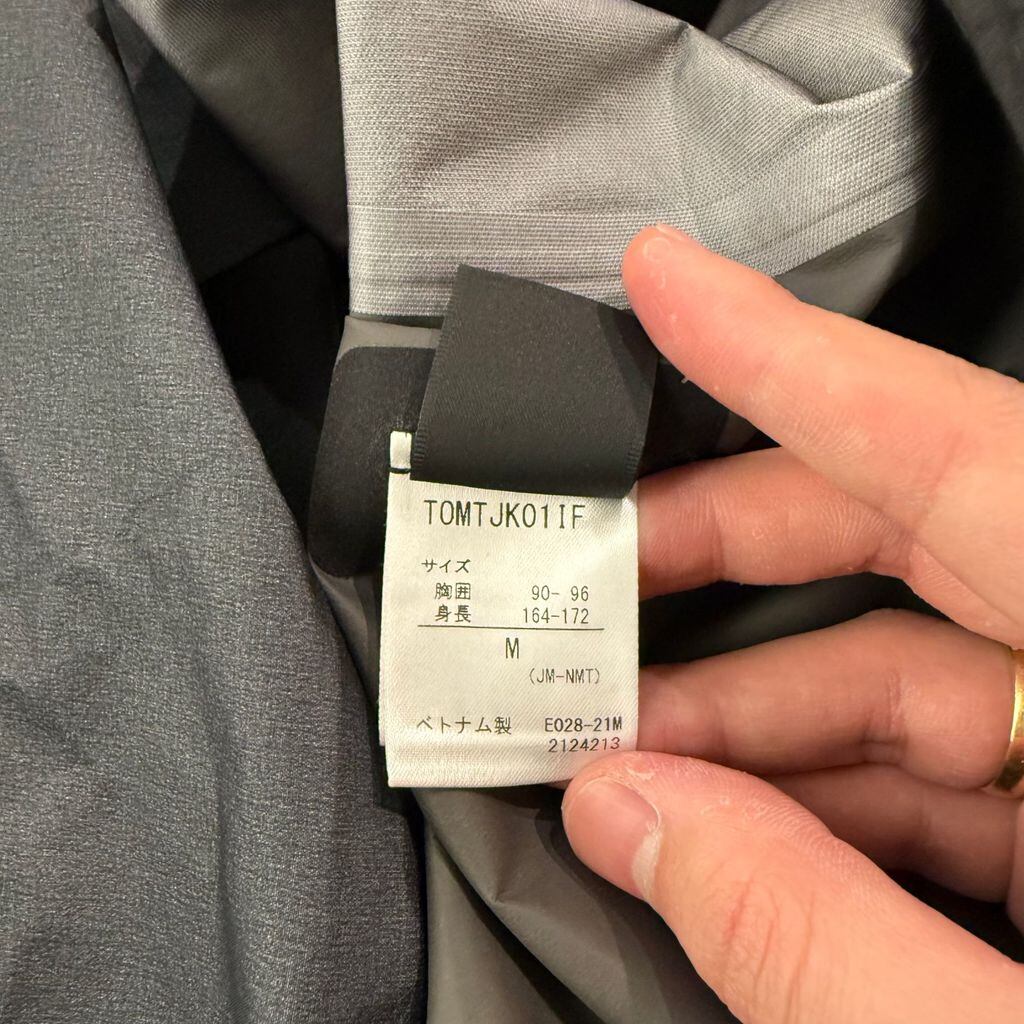 TOMTJK01IF
サイズ
胸囲 90- 96
身長 164-172
M
(JM-NMT)
ベトナム製 E028-21M
2124213